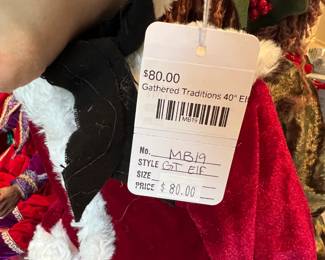 $80.00
Gathered Traditions 40" Elf
MB19
No. MB19
STYLE GT Elf
SIZE
PRICE $80.00